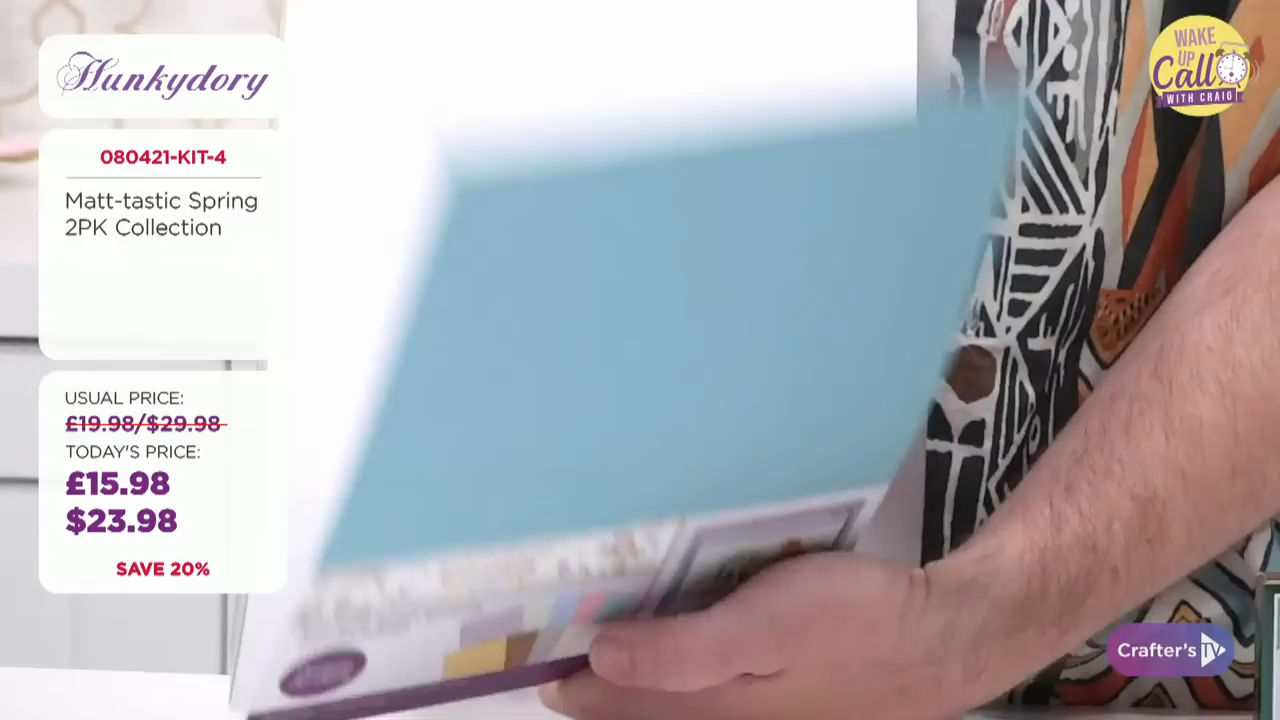 Hunkydory
080421-KIT-4
Matt-tastic Spring
2PK Collection
USUAL PRICE:
£19.98/$29.98
TODAY'S PRICE:
£15.98
$23.98
SAVE 20%
WAKE
UP
Call
WITH CRAIG
Crafter's TV